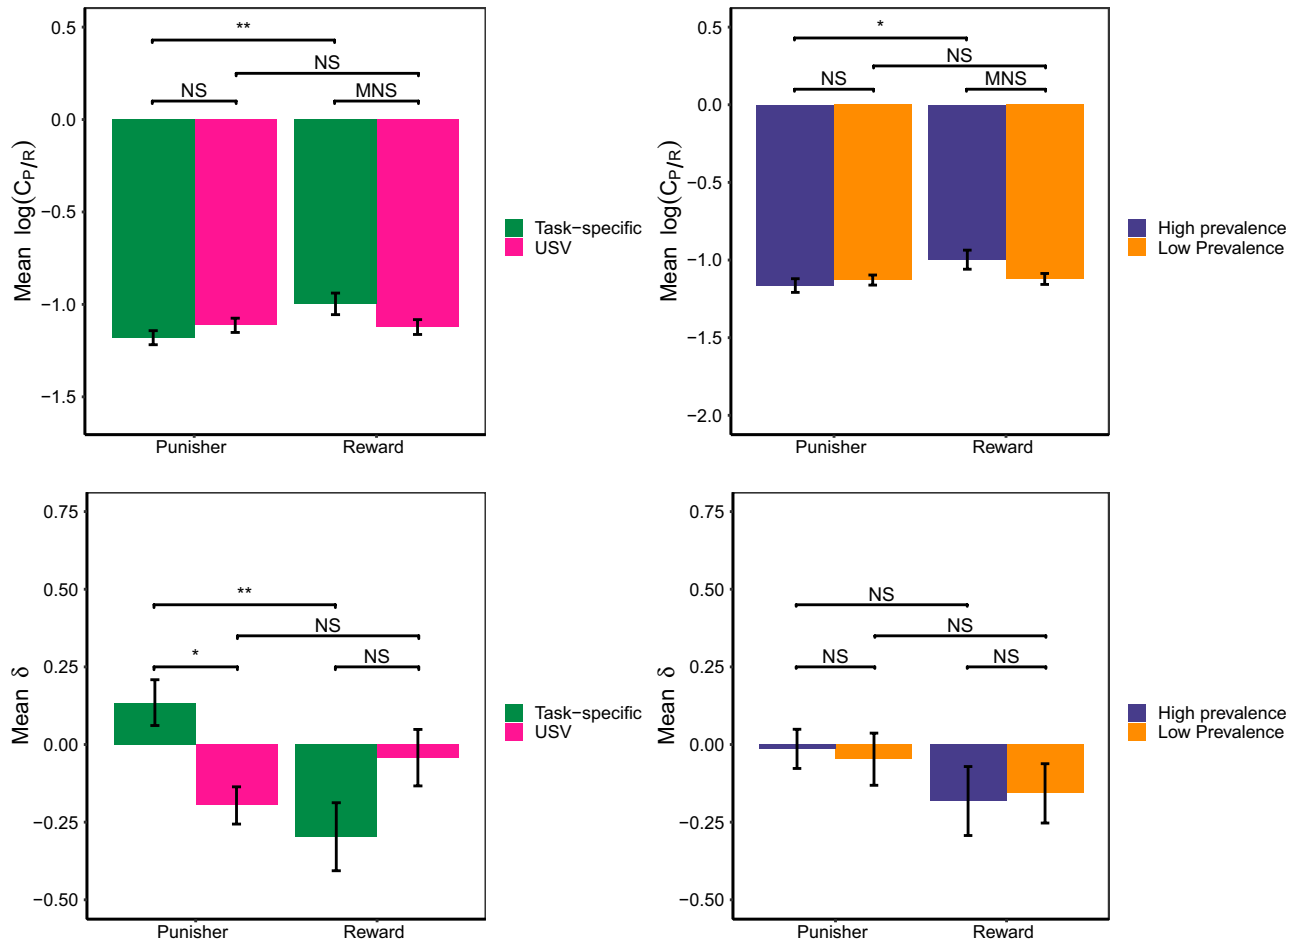 0.5
0.0
−0.5
−1.0
−1.5
Mean log(CP/R)
**
NS
NS
MNS
Punisher
Reward
Task−specific
USV
0.5
0.0
−0.5
−1.0
−1.5
−2.0
Mean log(CP/R)
*
NS
NS
MNS
Punisher
Reward
High prevalence
Low Prevalence
0.75
0.50
0.25
0.00
−0.25
−0.50
Mean δ
**
NS
*
NS
Punisher
Reward
Task−specific
USV
0.75
0.50
0.25
0.00
−0.25
−0.50
Mean δ
NS
NS
NS
NS
Punisher
Reward
High prevalence
Low Prevalence